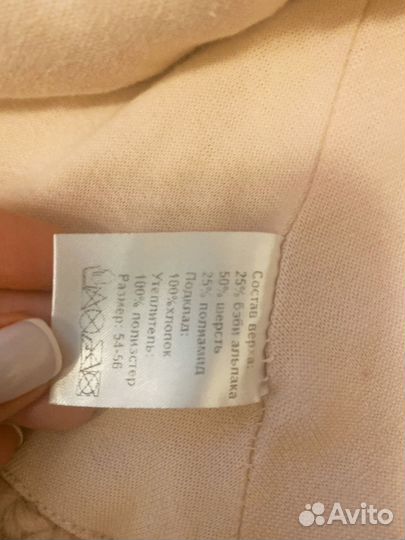 Состав верха:
25% бэби альпака
50% шерсть
25% полиамид
Подклад:
100%хлопок
Утеплитель:
100% полиэстер
Размер: 54-56
Avito